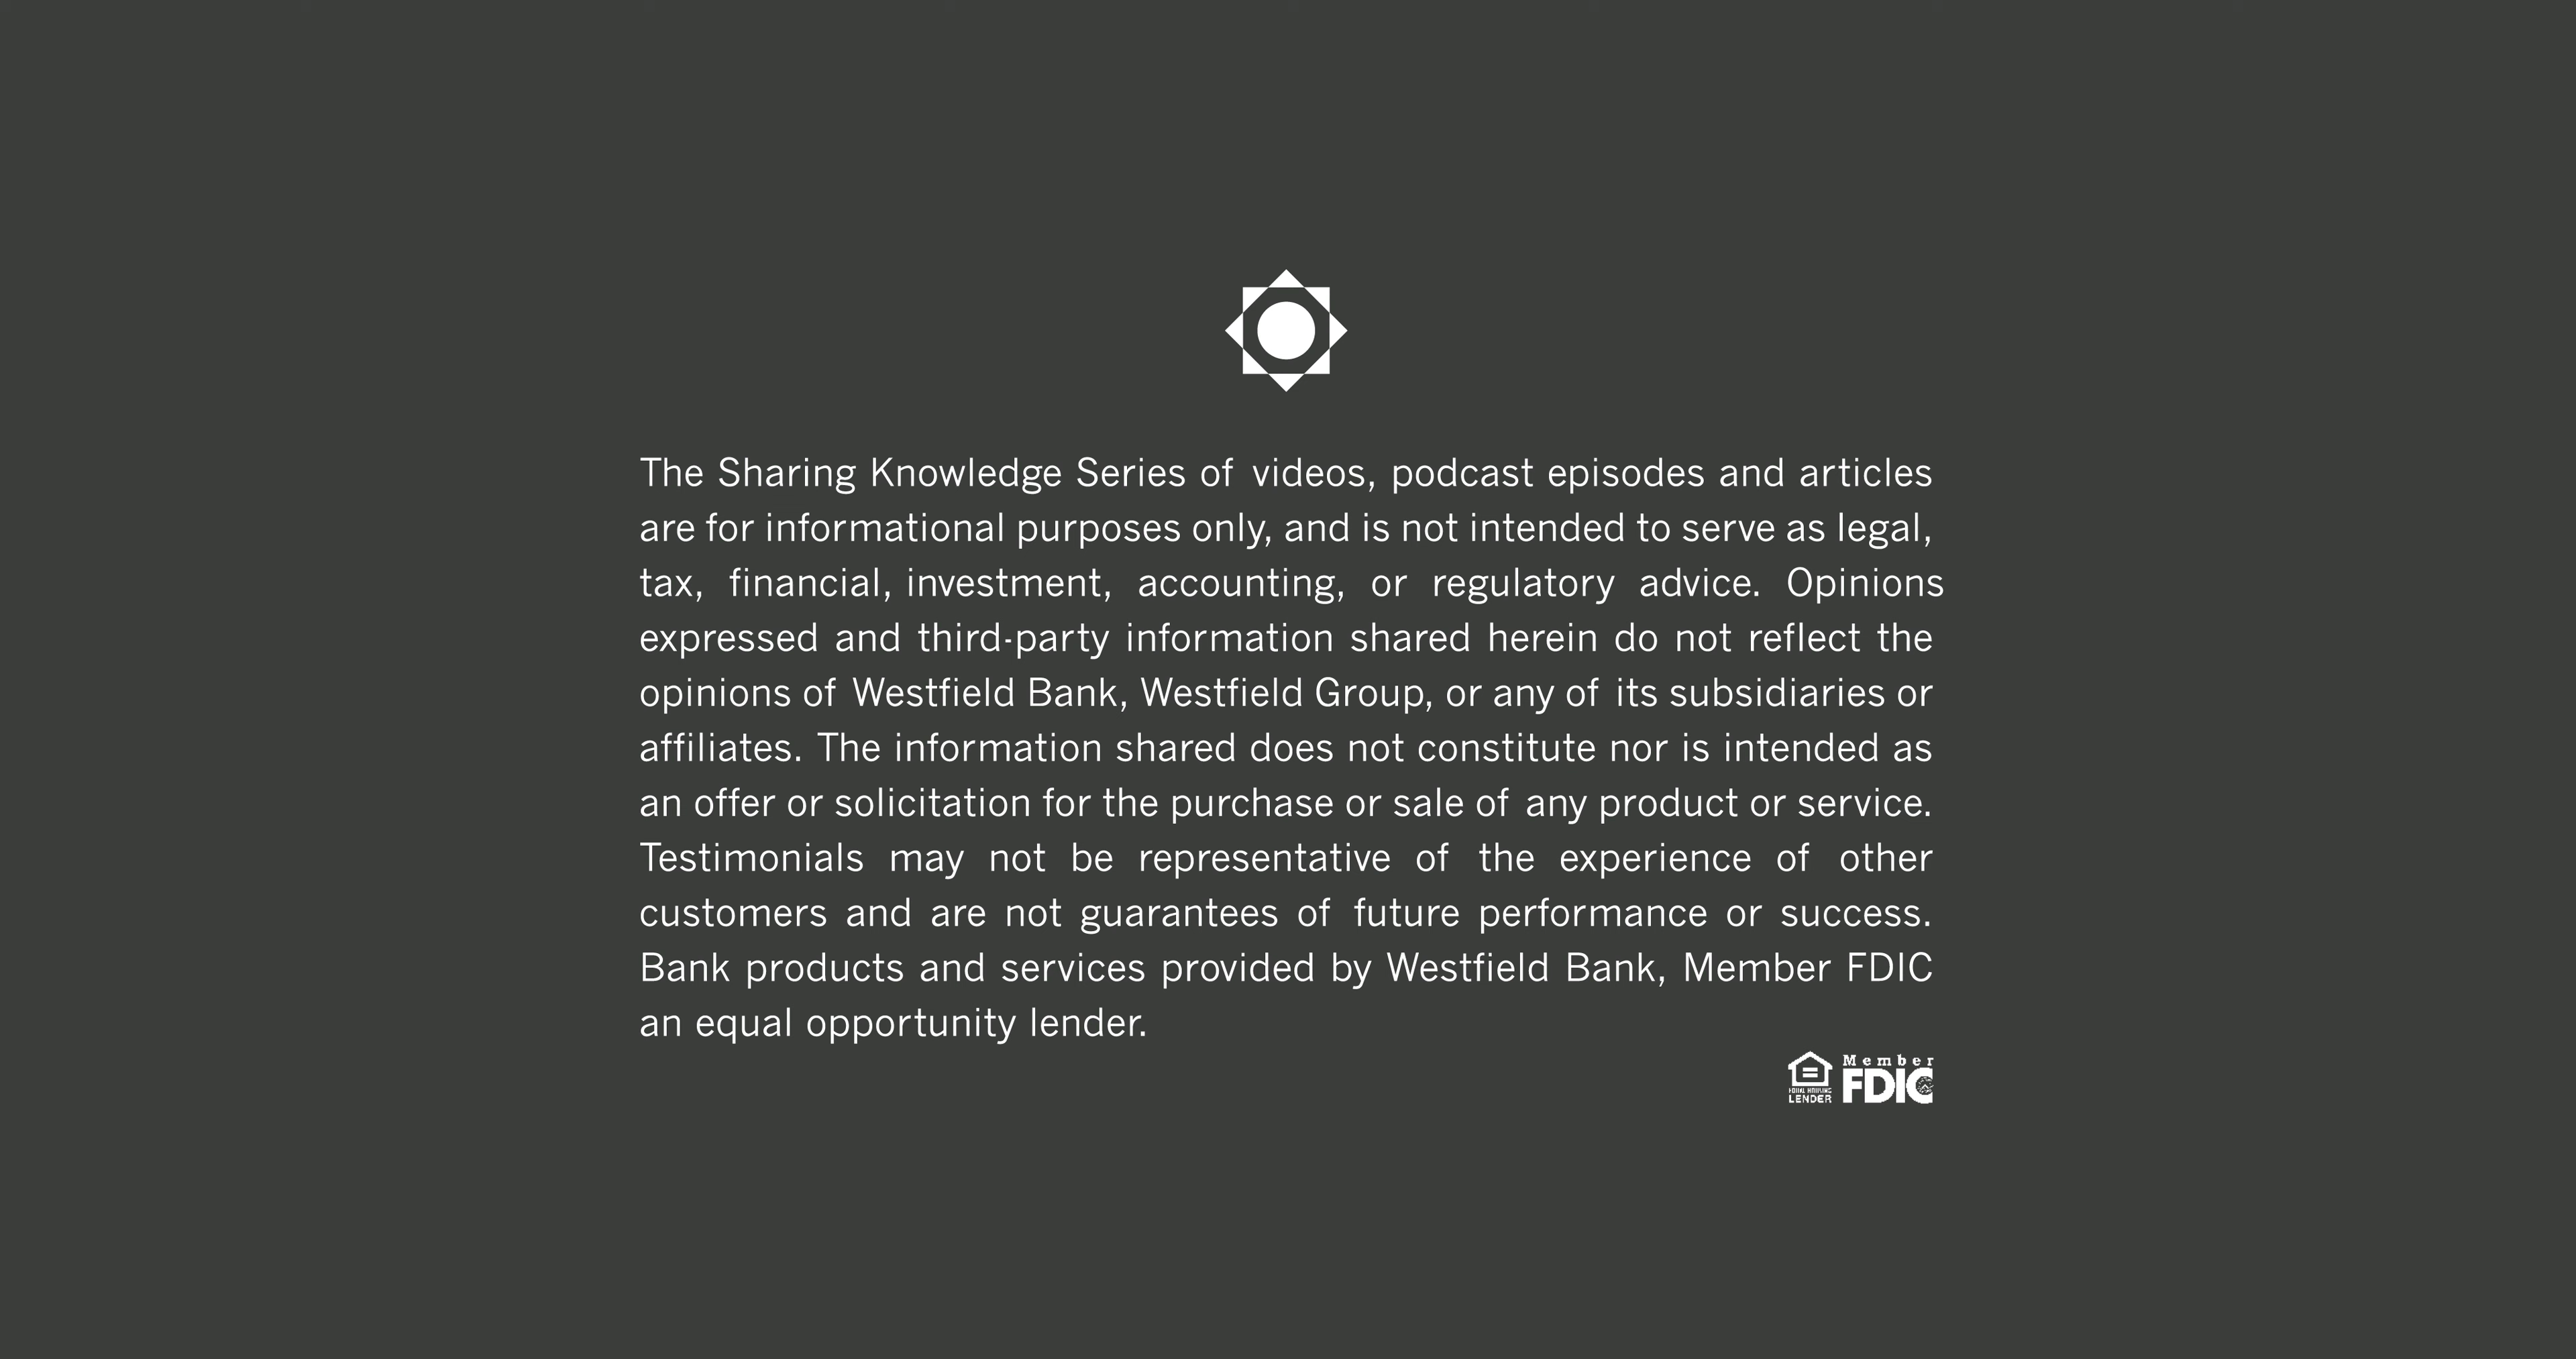 The Sharing Knowledge Series of videos, podcast episodes and articles
are for informational purposes only, and is not intended to serve as legal,
tax, financial, investment, accounting, or regulatory advice. Opinions
expressed and third-party information shared herein do not reflect the
opinions of Westfield Bank, Westfield Group, or any of its subsidiaries or
affiliates. The information shared does not constitute nor is intended as
an offer or solicitation for the purchase or sale of any product or service.
Testimonials may not be representative of the experience of other
customers and are not guarantees of future performance or success.
Bank products and services provided by Westfield Bank, Member FDIC
an equal opportunity lender.
EQUAL HOUSING
LENDER
Member
FDIC